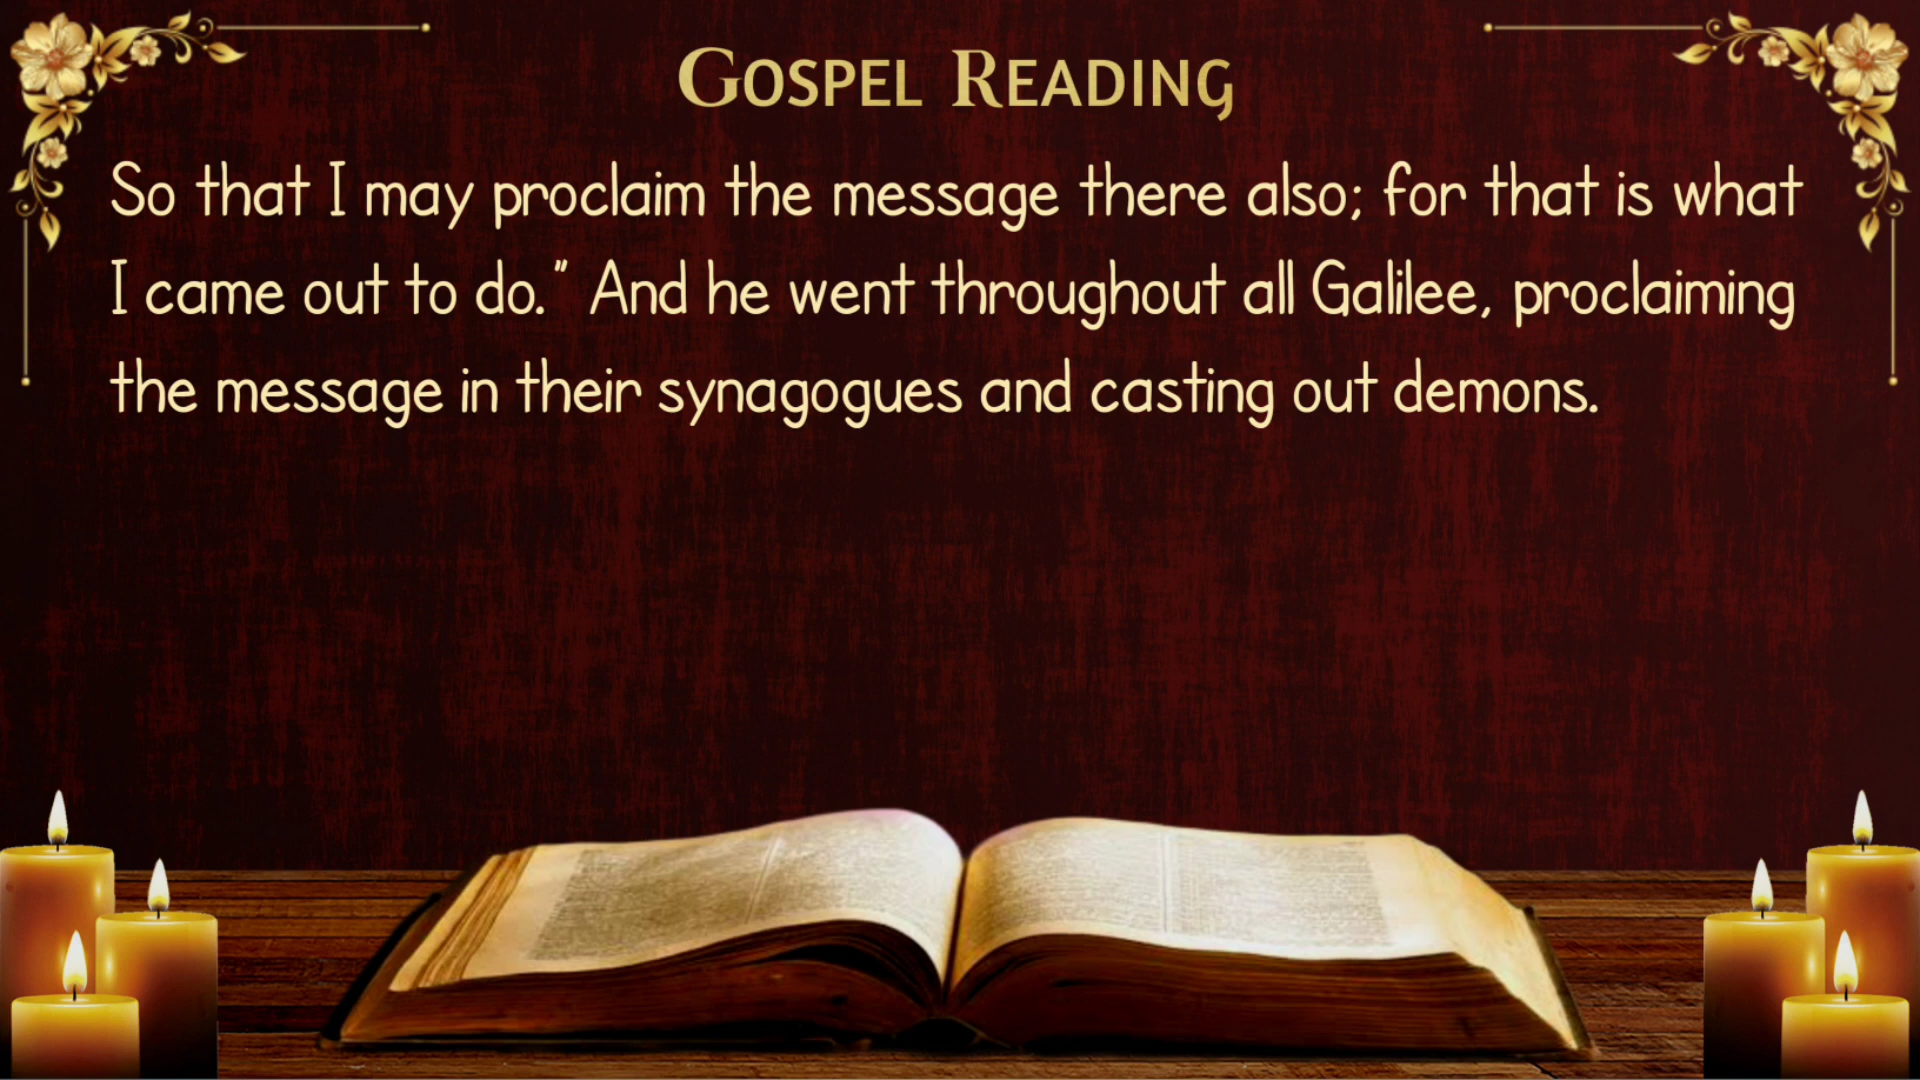 Gospel Reading
So that I may proclaim the message there also; for that is what
I came out to do.” And he went throughout all Galilee, proclaiming
the message in their synagogues and casting out demons.